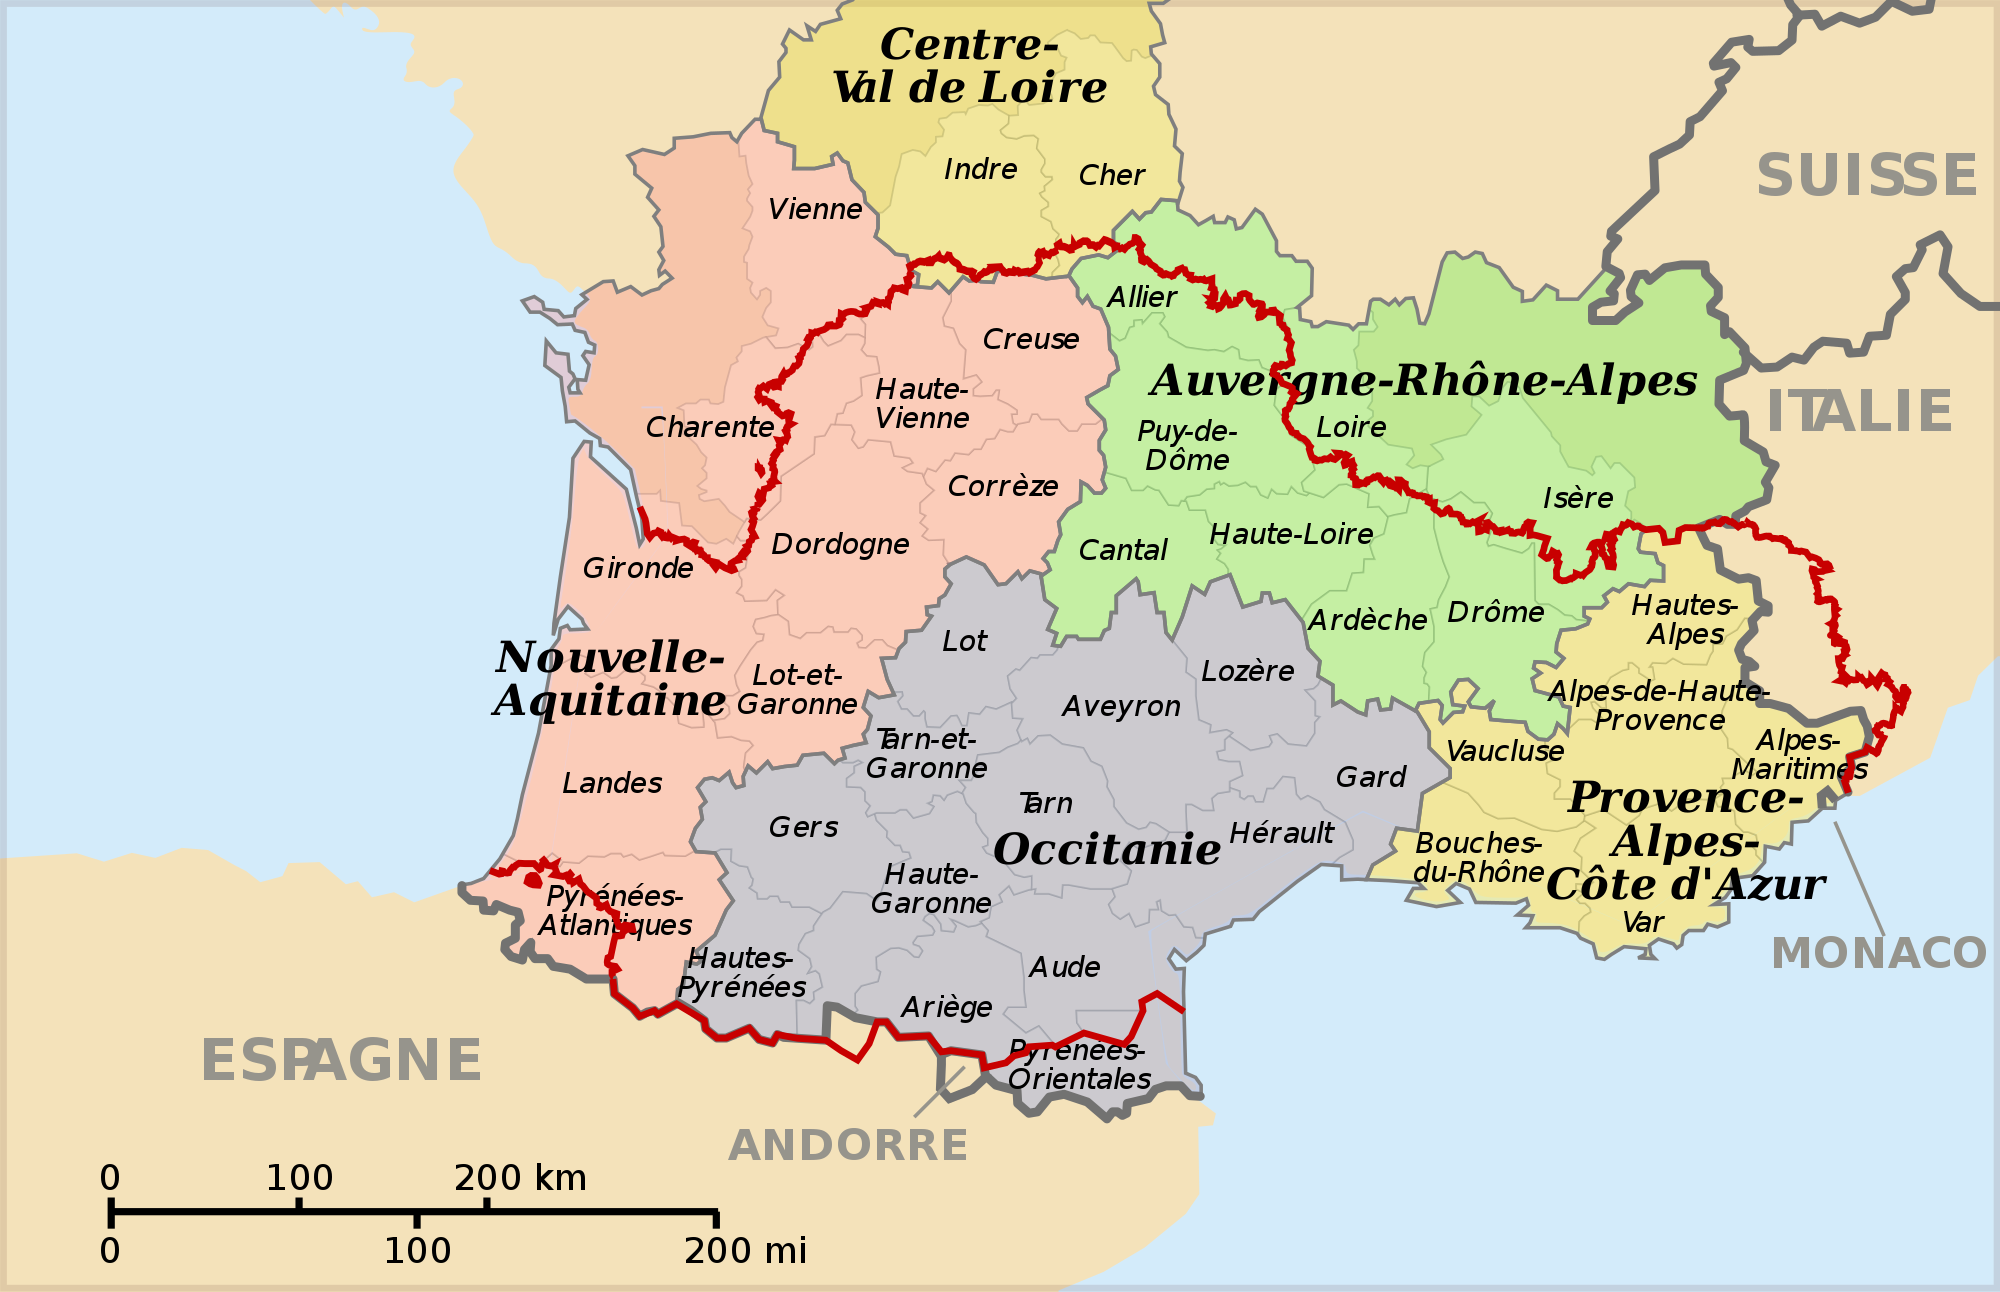 Centre-
Val de Loire
Indre
Cher
Vienne
SUISSE
Allier
Creuse
Auvergne-Rhône-Alpes
Haute-
Vienne
ITALIE
Charente
Loire
Puy-de-
Dôme
Corrèze
Isère
Haute-Loire
Dordogne
Cantal
Gironde
Hautes-
Alpes
Ardèche
Drôme
Lot
Nouvelle-
Aquitaine
Lozère
Lot-et-
Garonne
Aveyron
Alpes-de-Haute-
Provence
Tarn-et-
Garonne
Vaucluse
Alpes-
Maritimes
Landes
Gard
Tarn
Provence-
Alpes-
Côte d'Azur
Gers
Hérault
Occitanie
Bouches-
du-Rhône
Haute-
Garonne
Pyrénées-
Atlantiques
Var
MONACO
Hautes-
Pyrénées
Aude
Ariège
ESPAGNE
Pyrénées-
Orientales
ANDORRE
0 100 200 km
0 100 200 mi